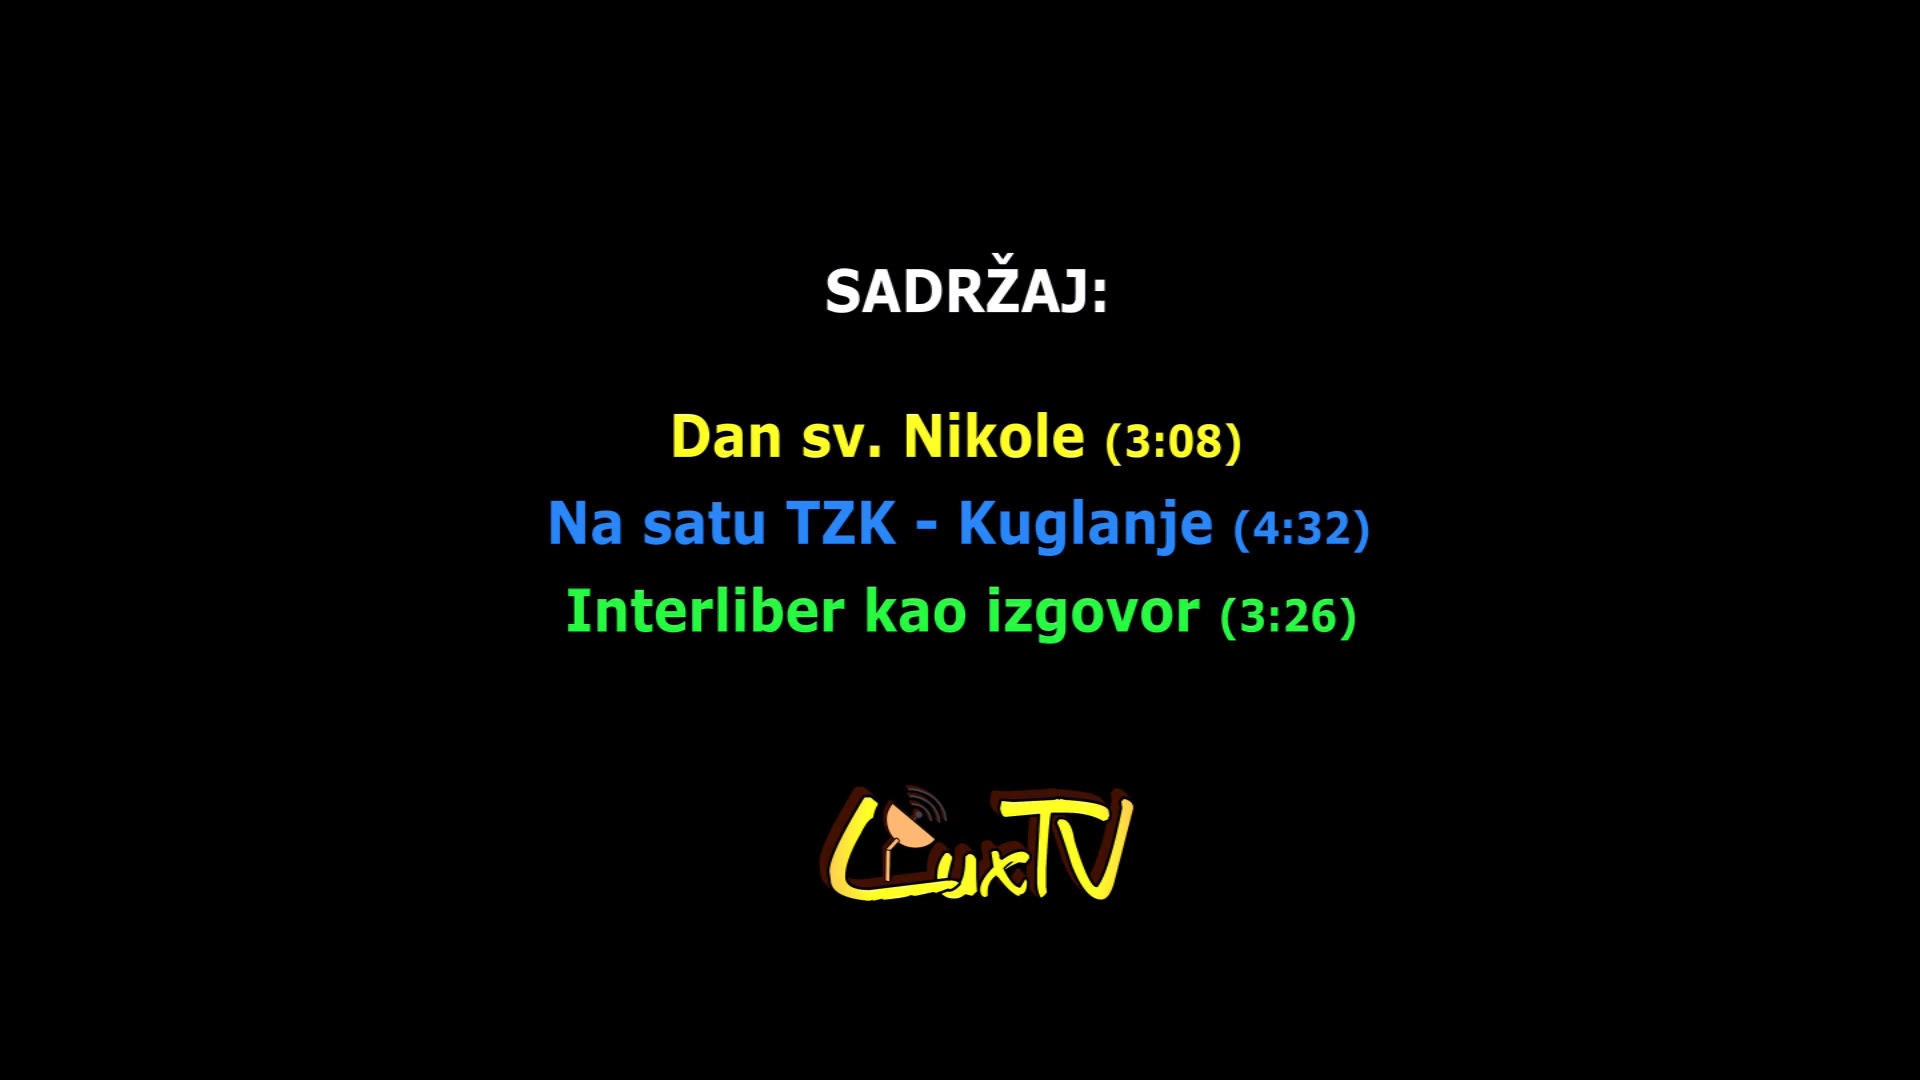 SADRŽAJ:
Dan sv. Nikole (3:08)
Na satu TZK - Kuglanje (4:32)
Interliber kao izgovor (3:26)
LuxTV